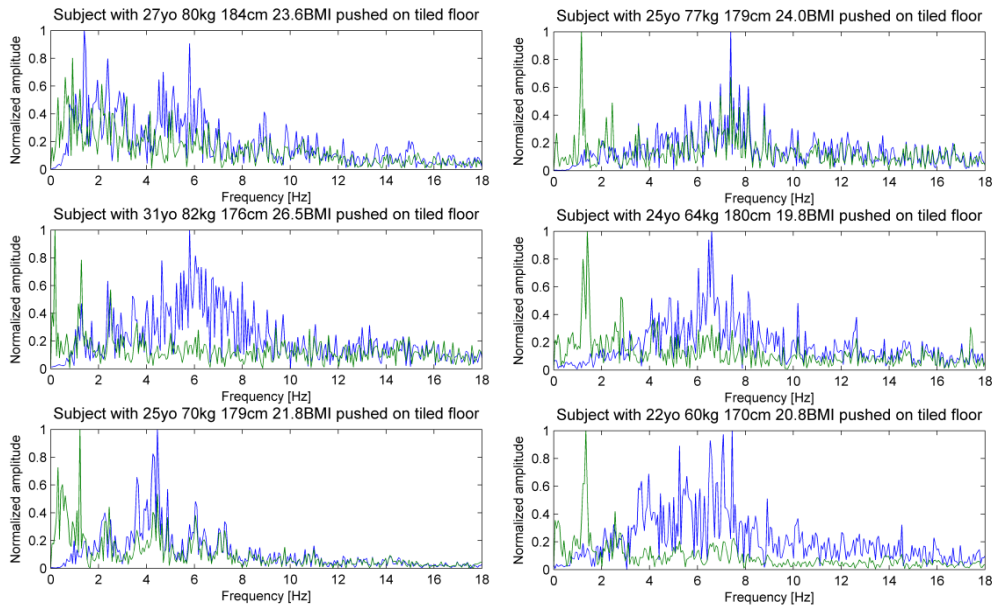 Subject with 27yo 80kg 184cm 23.6BMI pushed on tiled floor
1
0.8
0.6
0.4
0.2
0
Normalized amplitude
0 2 4 6 8 10 12 14 16 18
Frequency [Hz]
Subject with 25yo 77kg 179cm 24.0BMI pushed on tiled floor
1
0.8
0.6
0.4
0.2
0
Normalized amplitude
0 2 4 6 8 10 12 14 16 18
Frequency [Hz]
Subject with 31yo 82kg 176cm 26.5BMI pushed on tiled floor
1
0.8
0.6
0.4
0.2
0
Normalized amplitude
0 2 4 6 8 10 12 14 16 18
Frequency [Hz]
Subject with 24yo 64kg 180cm 19.8BMI pushed on tiled floor
1
0.8
0.6
0.4
0.2
0
Normalized amplitude
0 2 4 6 8 10 12 14 16 18
Frequency [Hz]
Subject with 25yo 70kg 179cm 21.8BMI pushed on tiled floor
1
0.8
0.6
0.4
0.2
0
Normalized amplitude
0 2 4 6 8 10 12 14 16 18
Frequency [Hz]
Subject with 22yo 60kg 170cm 20.8BMI pushed on tiled floor
1
0.8
0.6
0.4
0.2
0
Normalized amplitude
0 2 4 6 8 10 12 14 16 18
Frequency [Hz]